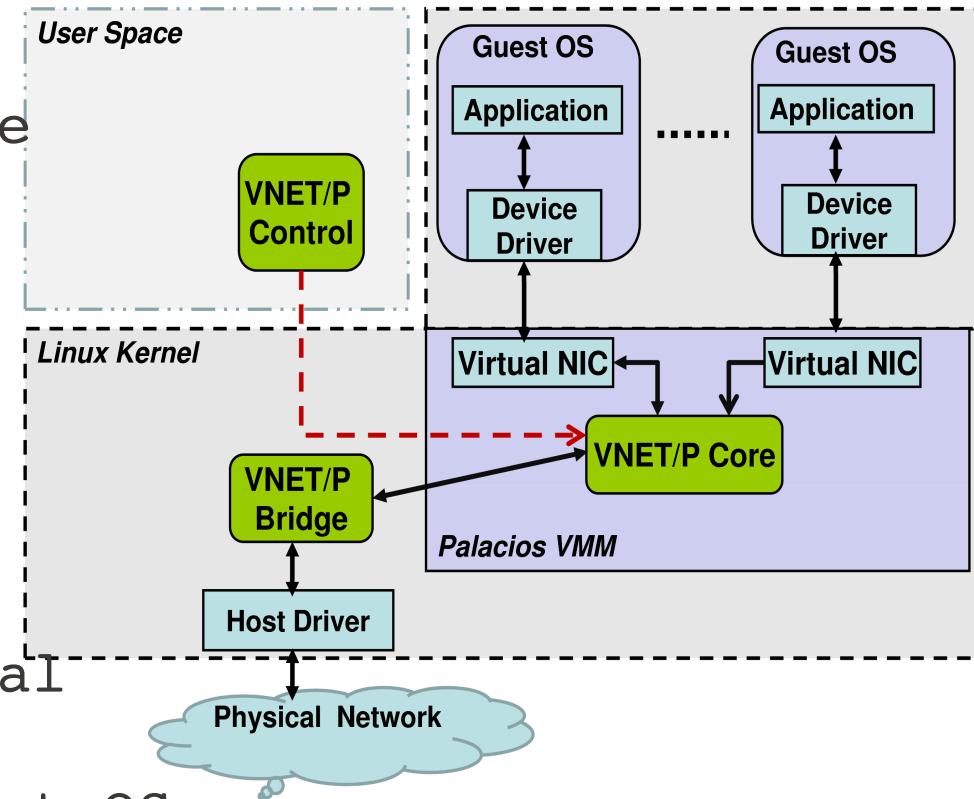 User Space
Guest OS
Guest OS
Application
Application
e
VNET/P
Control
Device
Driver
Device
Driver
Linux Kernel
Virtual NIC
Virtual NIC
VNET/P Core
VNET/P
Bridge
Palacios VMM
Host Driver
al
Physical Network